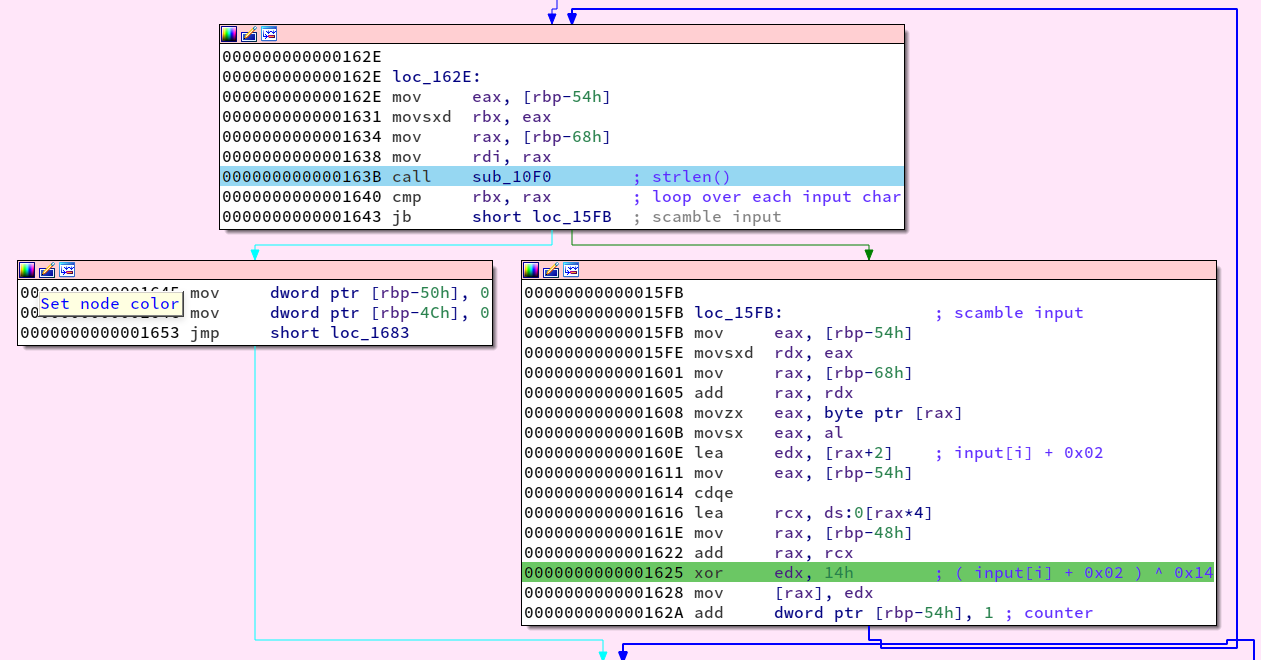 000000000000162E
000000000000162E loc_162E:
000000000000162E mov eax, [rbp-54h]
0000000000001631 movsxd rbx, eax
0000000000001634 mov rax, [rbp-68h]
0000000000001638 mov rdi, rax
000000000000163B call sub_10F0 ; strlen()
0000000000001640 cmp rbx, rax ; loop over each input char
0000000000001643 jb short loc_15FB ; scamble input
mov dword ptr [rbp-50h], 0
Set node color
mov dword ptr [rbp-4Ch], 0
0000000000001653 jmp short loc_1683
00000000000015FB
00000000000015FB loc_15FB: ; scamble input
00000000000015FB mov eax, [rbp-54h]
00000000000015FE movsxd rdx, eax
0000000000001601 mov rax, [rbp-68h]
0000000000001605 add rax, rdx
0000000000001608 movzx eax, byte ptr [rax]
000000000000160B movsx eax, al
000000000000160E lea edx, [rax+2] ; input[i] + 0x02
0000000000001611 mov eax, [rbp-54h]
0000000000001614 cdqe
0000000000001616 lea rcx, ds:0[rax*4]
000000000000161E mov rax, [rbp-48h]
0000000000001622 add rax, rcx
0000000000001625 xor edx, 14h ; ( input[i] + 0x02 ) ^ 0x14
0000000000001628 mov [rax], edx
000000000000162A add dword ptr [rbp-54h], 1 ; counter